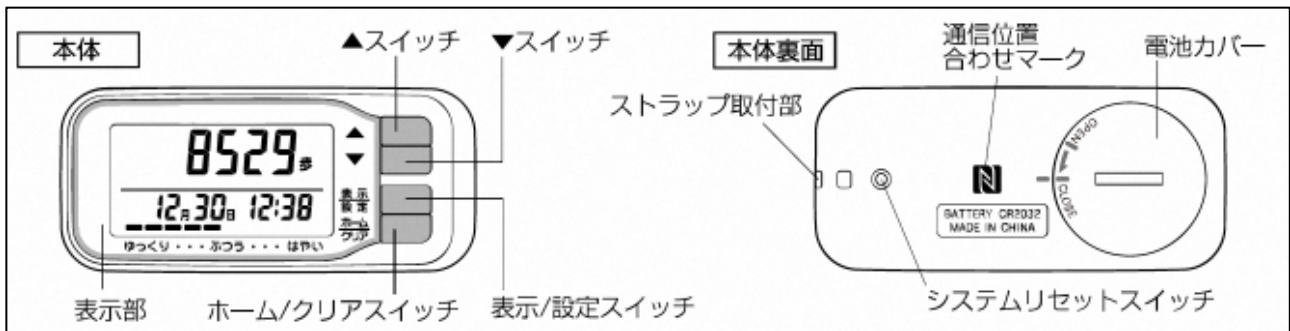 本体
▲スイッチ
▼スイッチ
8529歩
12月30日 12:38
ゆっくり・・・ふつう・・・はやい
▲
▼
表示
設定
ホーム
クリア
表示部
ホーム/クリアスイッチ
表示/設定スイッチ
本体裏面
通信位置
合わせマーク
電池カバー
ストラップ取付部
OPEN
CLOSE
N
BATTERY CR2032
MADE IN CHINA
システムリセットスイッチ